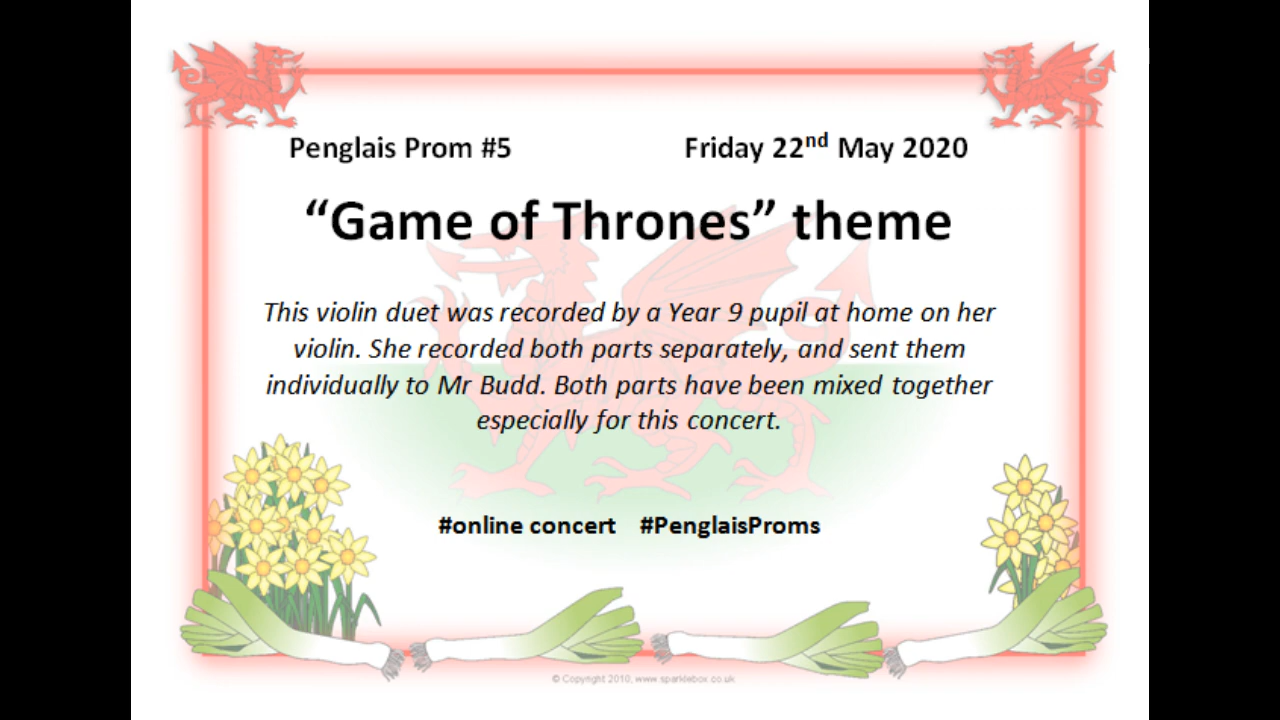 Penglais Prom #5 Friday 22nd May 2020
“Game of Thrones” theme
This violin duet was recorded by a Year 9 pupil at home on her
violin. She recorded both parts separately, and sent them
individually to Mr Budd. Both parts have been mixed together
especially for this concert.
#online concert #PenglaisProms
© Copyright 2010, www.sparklebox.co.uk